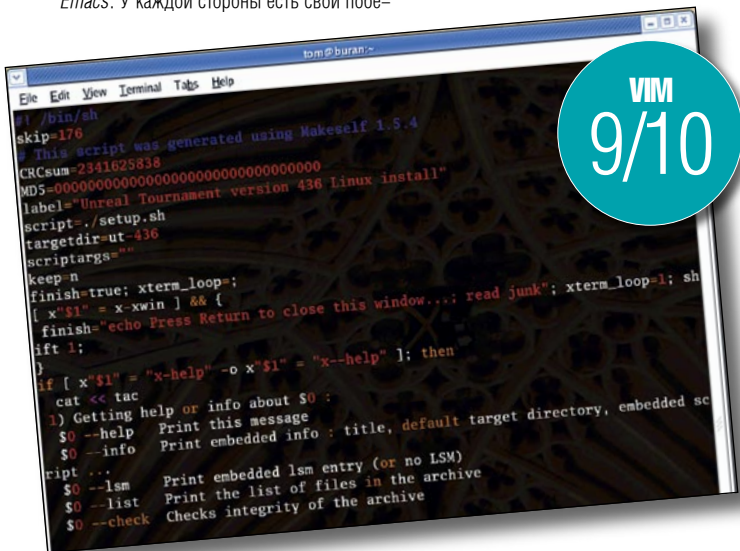 Emacs. У каждой стороны есть свои побе–
tom@buran:~
File Edit View Terminal Tabs Help
#! /bin/sh
skip=176
# This script was generated using Makeself 1.5.4
CRCsum=2341625838
MD5=00000000000000000000000000000000
label="Unreal Tournament version 436 Linux install"
script=./setup.sh
targetdir=ut-436
scriptargs=""
keep=n
finish=true; xterm_loop=;
[ x"$1" = x-xwin ] && {
finish="echo Press Return to close this window...; read junk"; xterm_loop=1; sh
ift 1;
}
if [ x"$1" = "x-help" -o x"$1" = "x--help" ]; then
cat << tac
1) Getting help or info about $0 :
$0 --help Print this message
$0 --info Print embedded info : title, default target directory, embedded sc
ript ...
$0 --lsm Print embedded lsm entry (or no LSM)
$0 --list Print the list of files in the archive
$0 --check Checks integrity of the archive
VIM
9/10